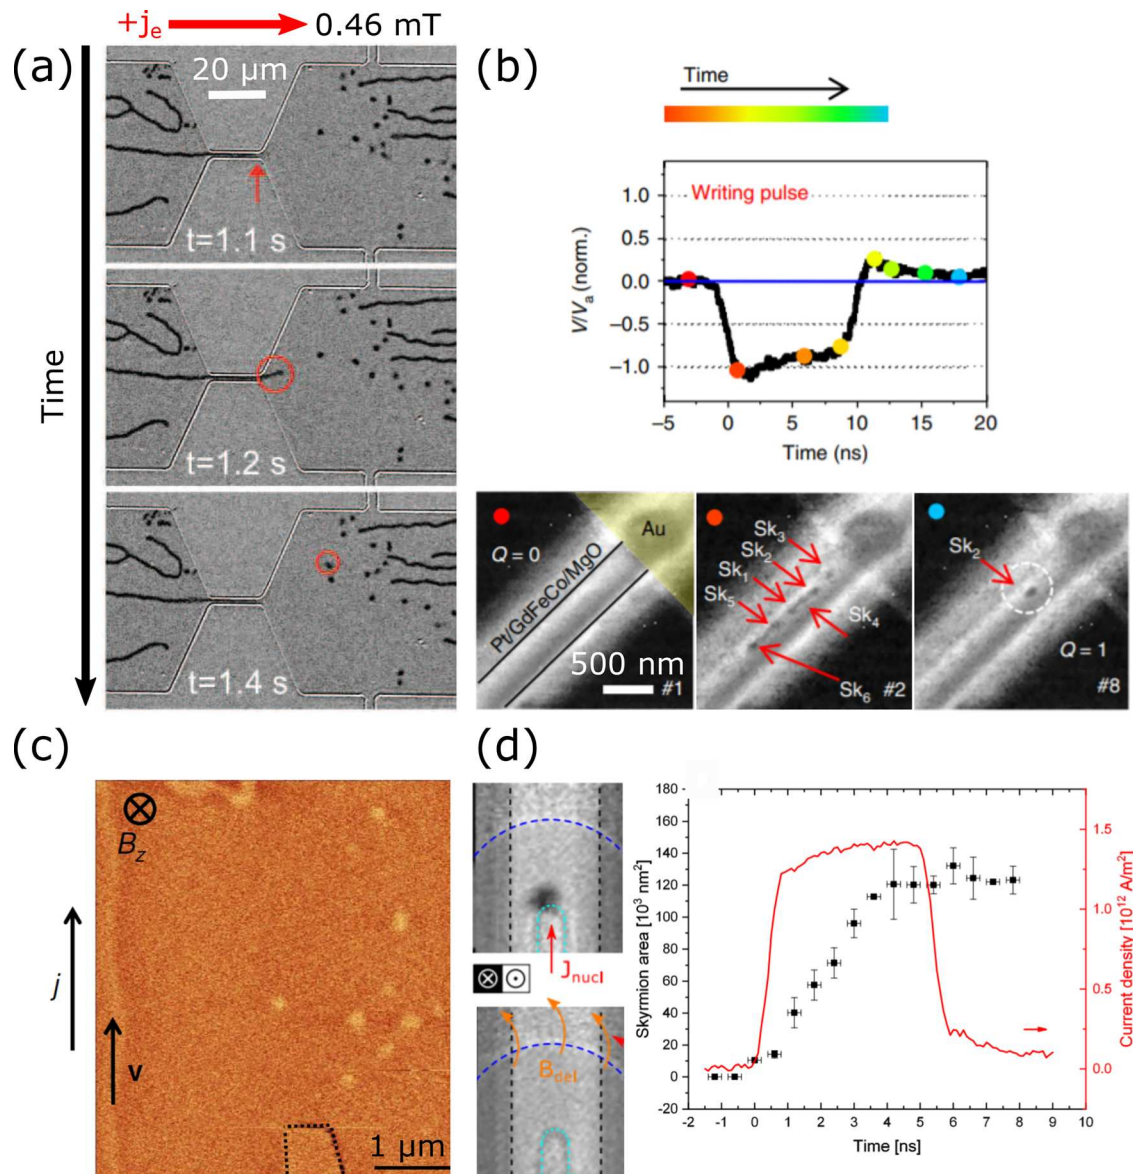 +jₑ
0.46 mT
(a)
20 µm
t=1.1 s
t=1.2 s
t=1.4 s
Time
(b)
Time
Writing pulse
V/Vₐ (norm.)
1.0
0.5
0.0
−0.5
−1.0
−5 0 5 10 15 20
Time (ns)
Q = 0
Au
Pt/GdFeCo/MgO
500 nm
#1
Sk₃
Sk₂
Sk₁
Sk₅
Sk₄
Sk₆ #2
Sk₂
Q = 1
#8
(c)
B_z
j
v
1 µm
(d)
J_nucl
B_del
Skyrmion area [10³ nm²]
180
160
140
120
100
80
60
40
20
0
-20
-2 -1 0 1 2 3 4 5 6 7 8 9 10
Time [ns]
1.5
1.0
0.5
0.0
Current density [10¹² A/m²]